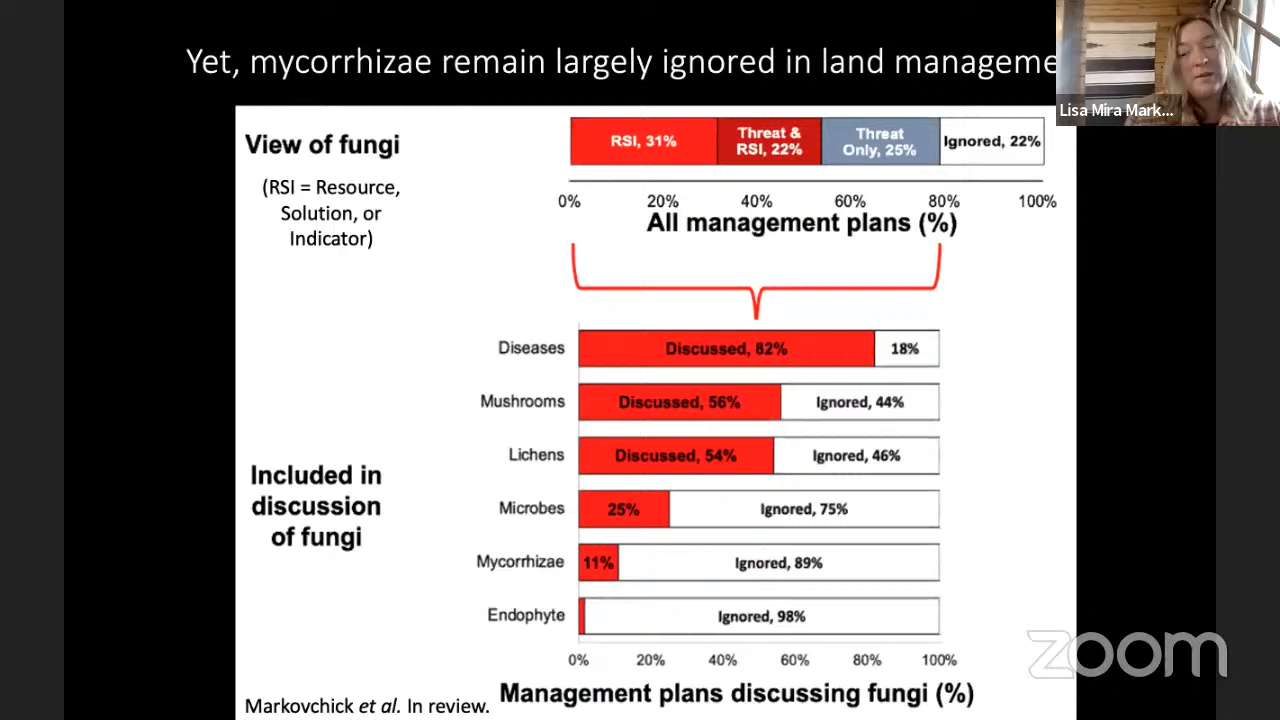 Yet, mycorrhizae remain largely ignored in land manageme
Lisa Mira Mark...
View of fungi
(RSI = Resource,
Solution, or
Indicator)
RSI, 31%
Threat &
RSI, 22%
Threat
Only, 25%
Ignored, 22%
0% 20% 40% 60% 80% 100%
All management plans (%)
Included in
discussion
of fungi
Diseases Discussed, 82% 18%
Mushrooms Discussed, 56% Ignored, 44%
Lichens Discussed, 54% Ignored, 46%
Microbes 25% Ignored, 75%
Mycorrhizae 11% Ignored, 89%
Endophyte Ignored, 98%
0% 20% 40% 60% 80% 100%
Management plans discussing fungi (%)
Markovchick et al. In review.
zoom